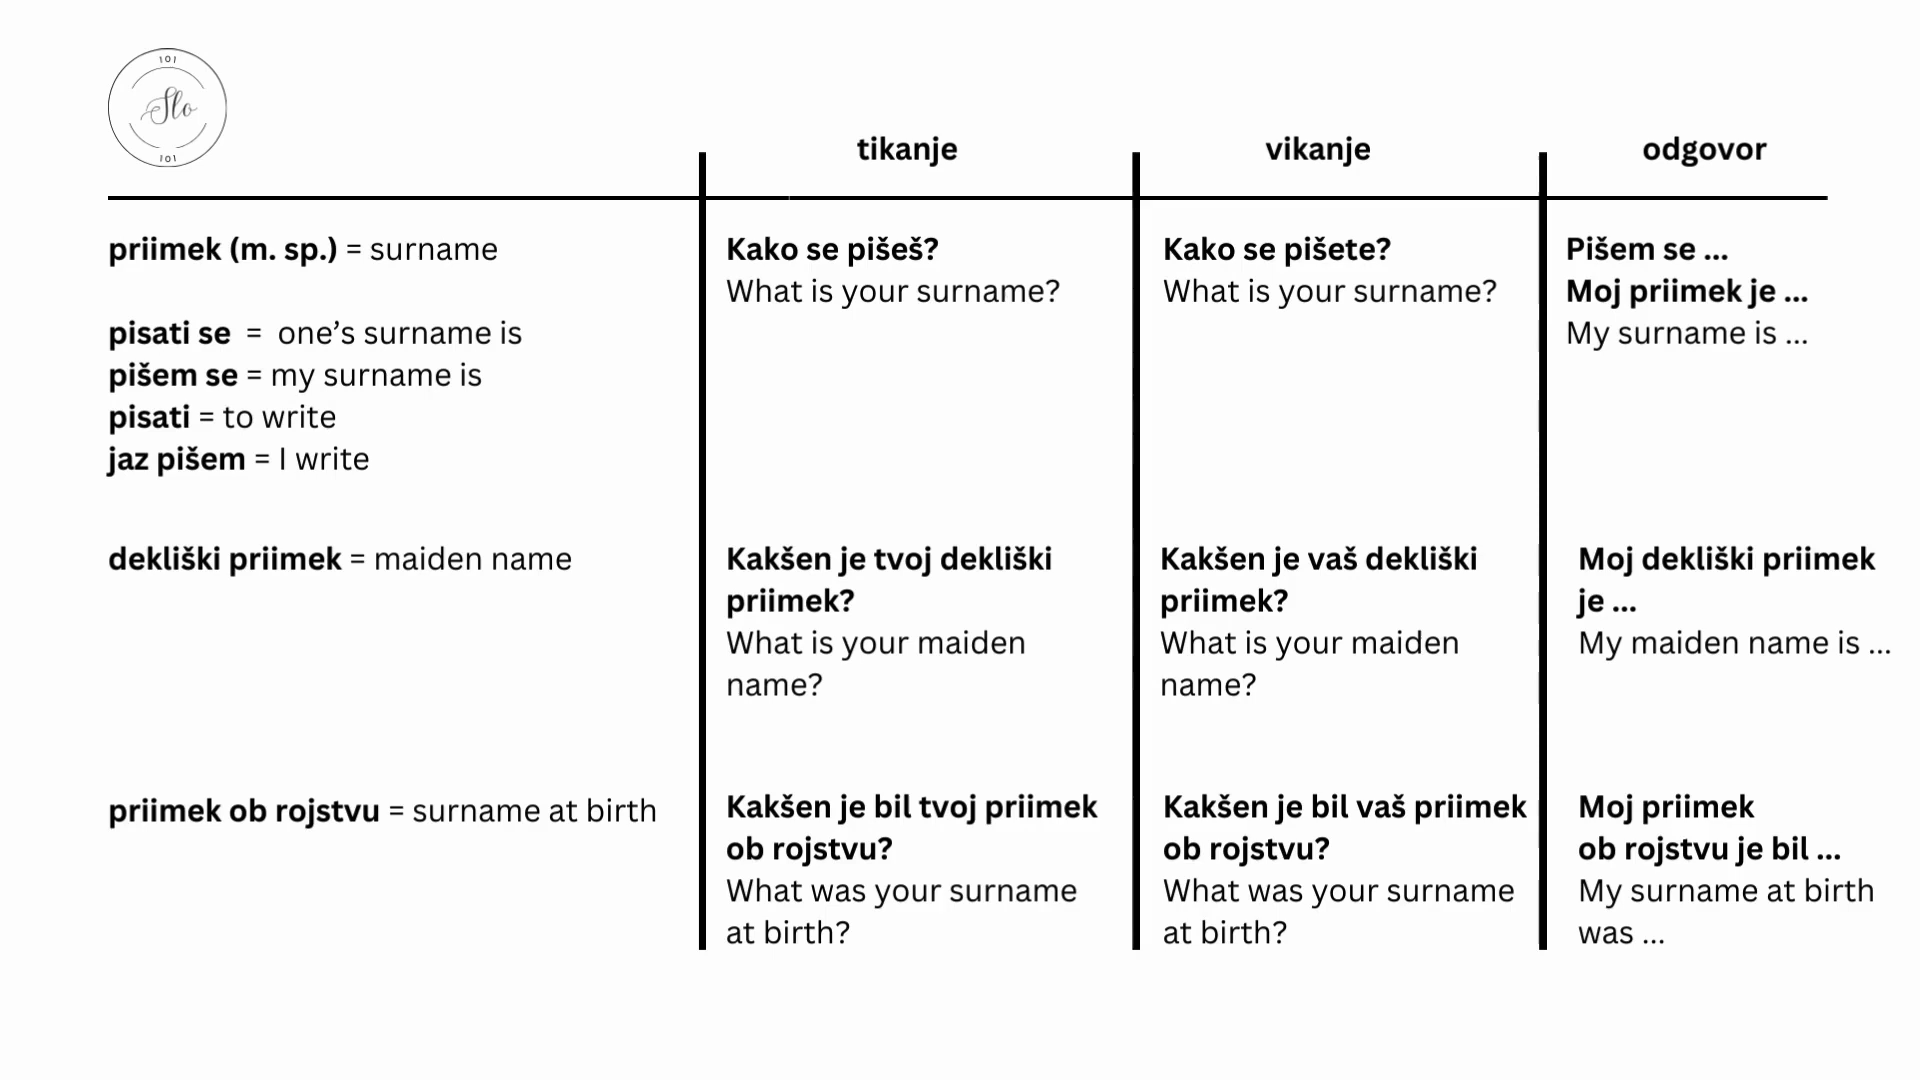 101
Slo
101
tikanje
vikanje
odgovor
priimek (m. sp.) = surname
pisati se  =  one’s surname is
pišem se = my surname is
pisati = to write
jaz pišem = I write
Kako se pišeš?
What is your surname?
Kako se pišete?
What is your surname?
Pišem se ...
Moj priimek je ...
My surname is ...
dekliški priimek = maiden name
Kakšen je tvoj dekliški
priimek?
What is your maiden
name?
Kakšen je vaš dekliški
priimek?
What is your maiden
name?
Moj dekliški priimek
je ...
My maiden name is ...
priimek ob rojstvu = surname at birth
Kakšen je bil tvoj priimek
ob rojstvu?
What was your surname
at birth?
Kakšen je bil vaš priimek
ob rojstvu?
What was your surname
at birth?
Moj priimek
ob rojstvu je bil ...
My surname at birth
was ...